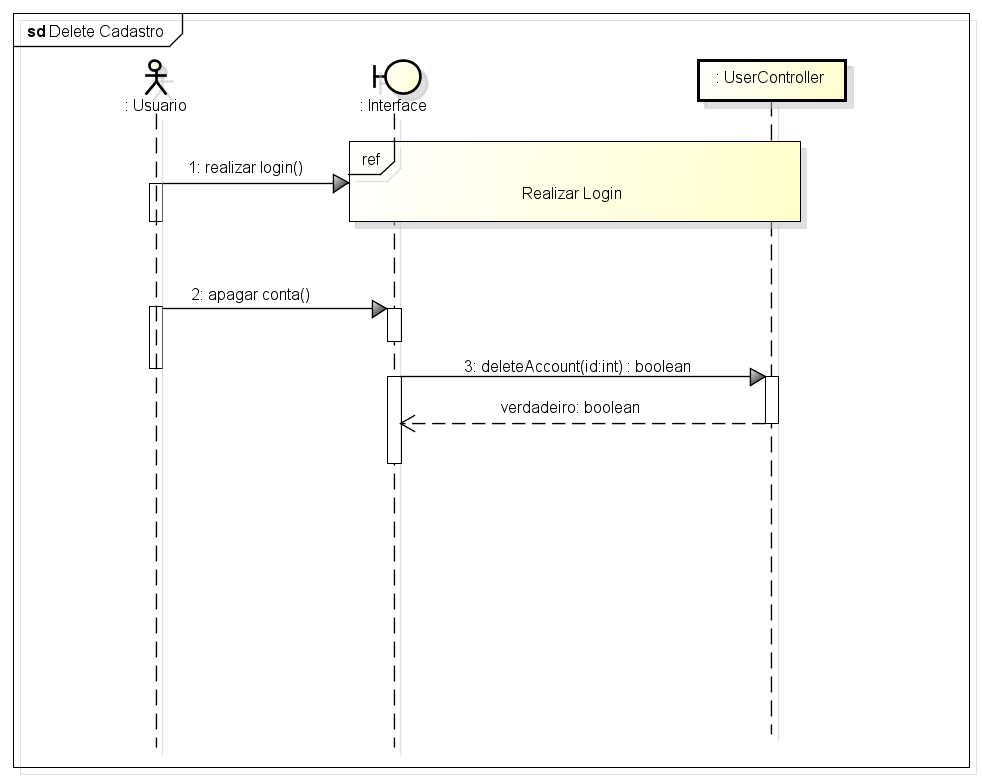 sd Delete Cadastro
: Usuario
: Interface
: UserController
ref
1: realizar login()
Realizar Login
2: apagar conta()
3: deleteAccount(id:int) : boolean
verdadeiro: boolean